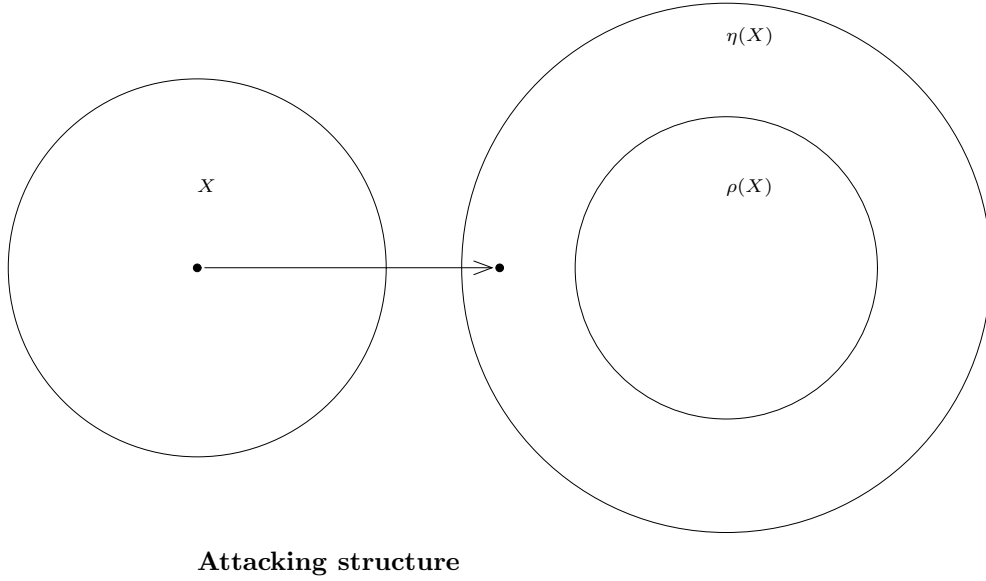 η(X)
X
ρ(X)
Attacking structure